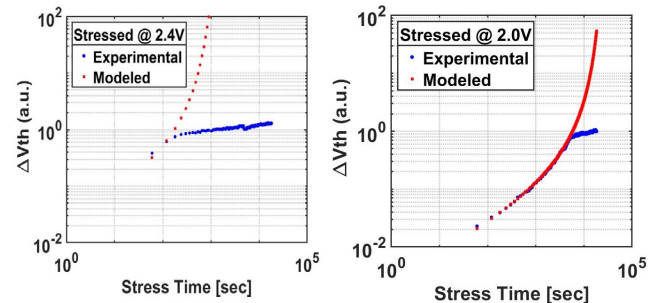 10^2
Stressed @ 2.4V
Experimental
Modeled
10^0
10^-2
ΔVth (a.u.)
10^0
10^5
Stress Time [sec]
10^2
Stressed @ 2.0V
Experimental
Modeled
10^0
10^-2
ΔVth (a.u.)
10^0
10^5
Stress Time [sec]